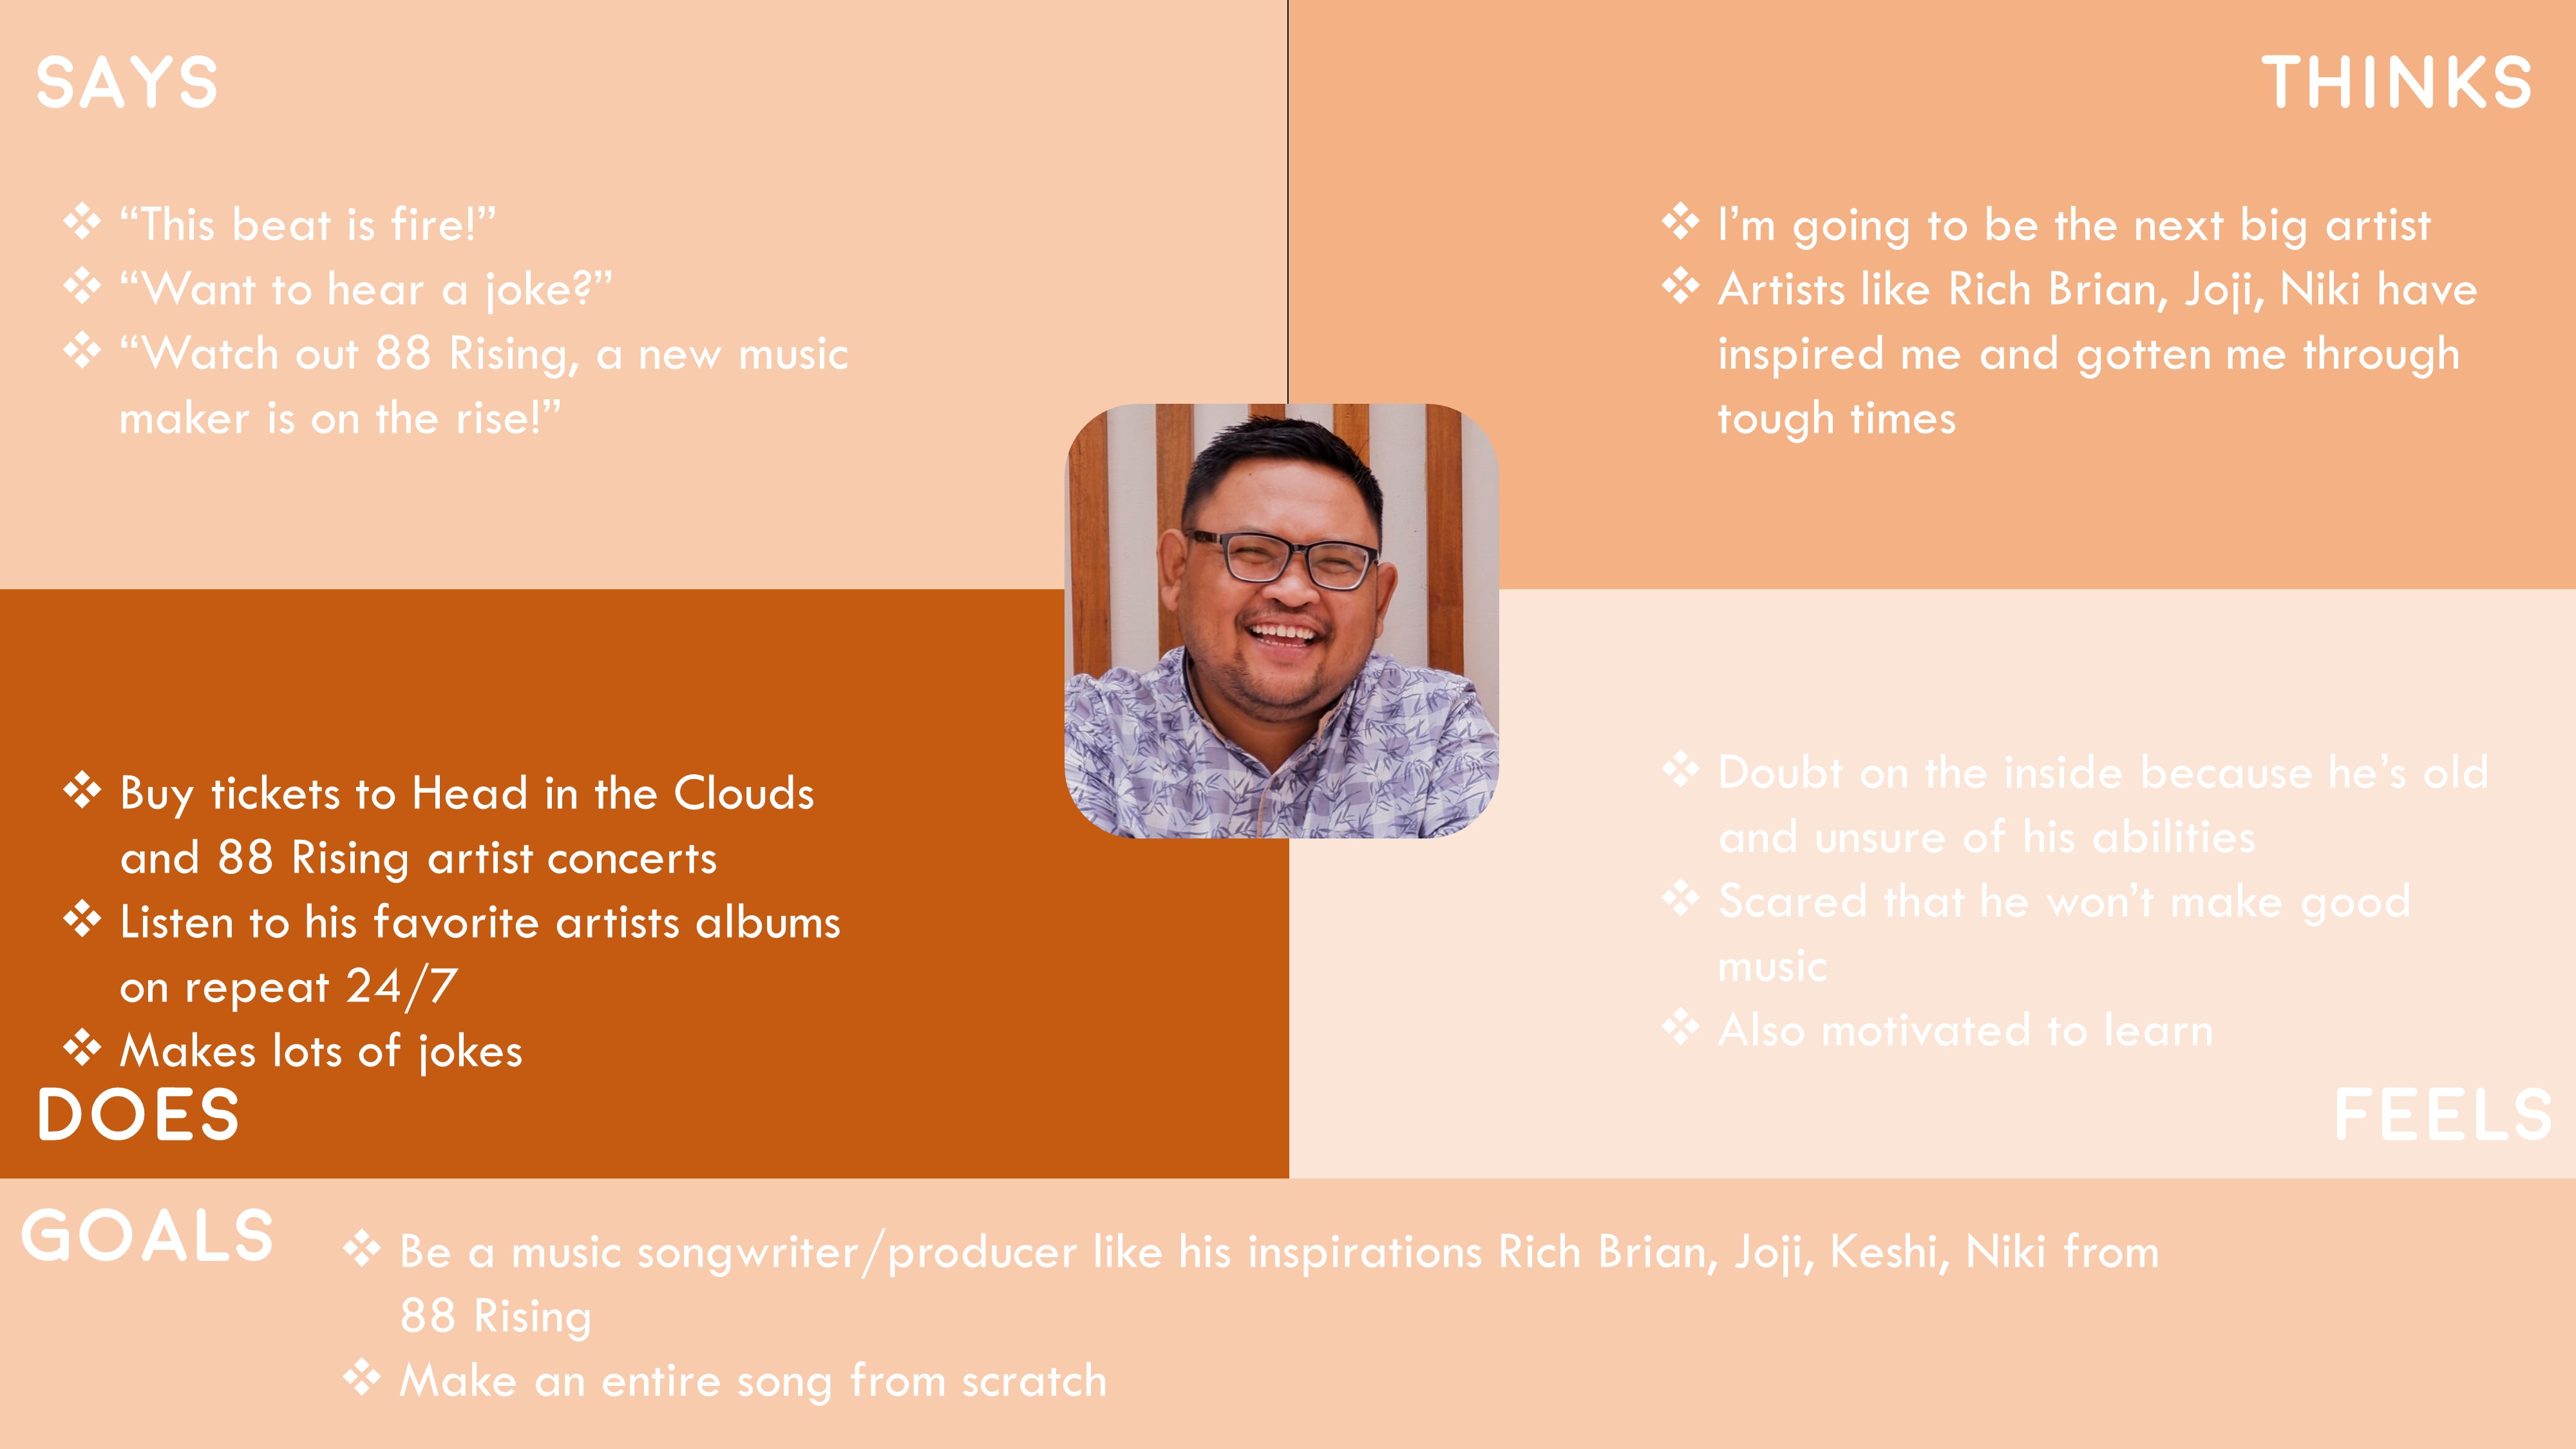 SAYS
❖ “This beat is fire!”
❖ “Want to hear a joke?”
❖ “Watch out 88 Rising, a new music
maker is on the rise!”
THINKS
❖ I’m going to be the next big artist
❖ Artists like Rich Brian, Joji, Niki have
inspired me and gotten me through
tough times
❖ Buy tickets to Head in the Clouds
and 88 Rising artist concerts
❖ Listen to his favorite artists albums
on repeat 24/7
❖ Makes lots of jokes
DOES
❖ Doubt on the inside because he’s old
and unsure of his abilities
❖ Scared that he won’t make good
music
❖ Also motivated to learn
FEELS
GOALS
❖ Be a music songwriter/producer like his inspirations Rich Brian, Joji, Keshi, Niki from
88 Rising
❖ Make an entire song from scratch